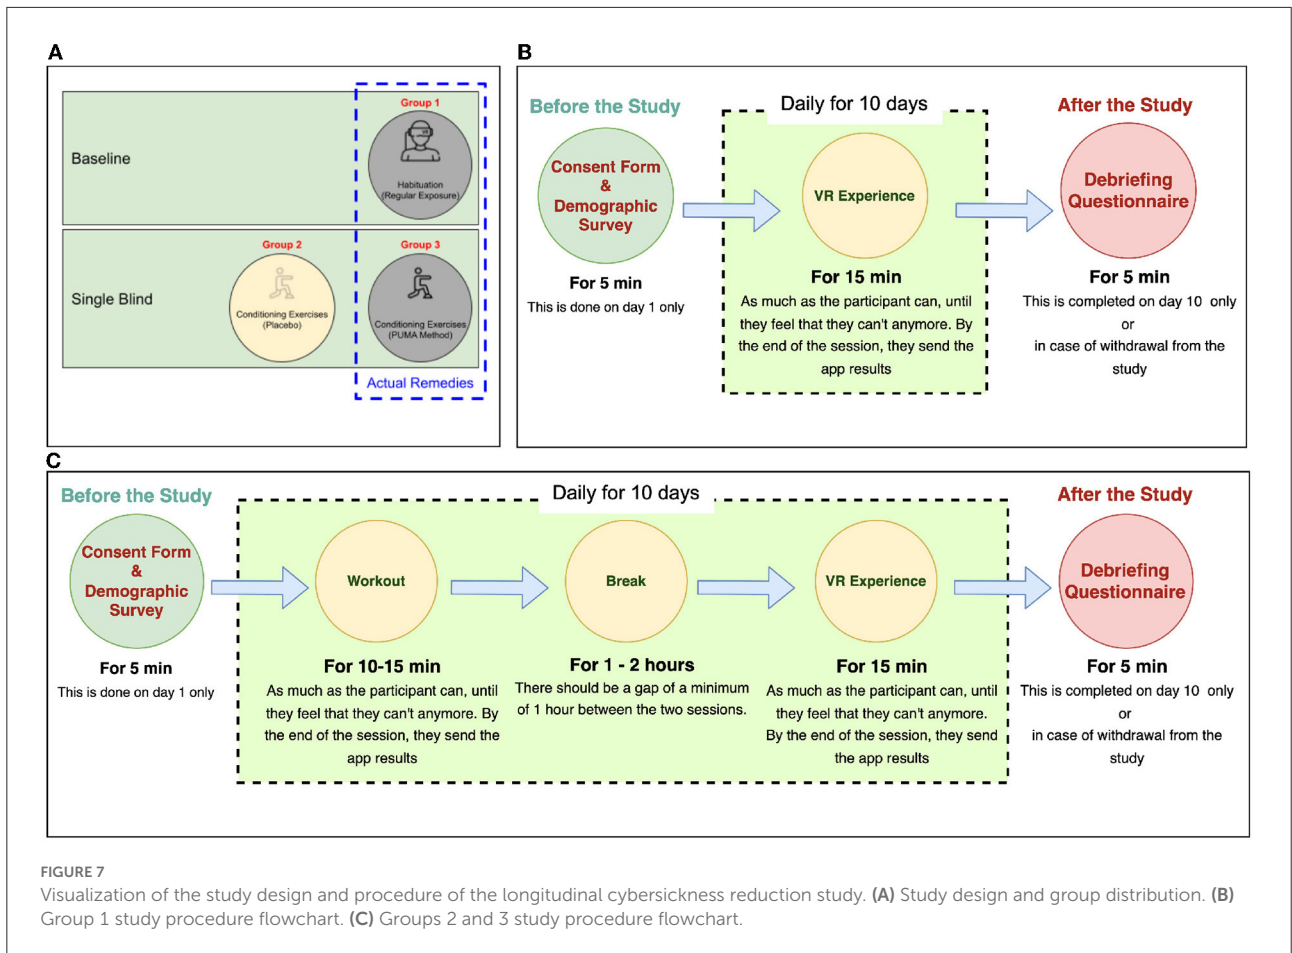 A
Group 1
Baseline
VR
Habituation
(Regular Exposure)
Group 2
Group 3
Single Blind
Conditioning Exercises
(Placebo)
Conditioning Exercises
(PUMA Method)
Actual Remedies
B
Before the Study
Daily for 10 days
After the Study
Consent Form
&
Demographic
Survey
VR Experience
Debriefing
Questionnaire
For 5 min
This is done on day 1 only
For 15 min
As much as the participant can, until
they feel that they can't anymore. By
the end of the session, they send the
app results
For 5 min
This is completed on day 10 only
or
in case of withdrawal from the
study
C
Before the Study
Daily for 10 days
After the Study
Consent Form
&
Demographic
Survey
Workout
Break
VR Experience
Debriefing
Questionnaire
For 5 min
This is done on day 1 only
For 10-15 min
As much as the participant can, until
they feel that they can't anymore. By
the end of the session, they send the
app results
For 1 - 2 hours
There should be a gap of a minimum
of 1 hour between the two sessions.
For 15 min
As much as the participant can, until
they feel that they can't anymore.
By the end of the session, they send
the app results
For 5 min
This is completed on day 10 only
or
in case of withdrawal from the
study
FIGURE 7
Visualization of the study design and procedure of the longitudinal cybersickness reduction study. (A) Study design and group distribution. (B)
Group 1 study procedure flowchart. (C) Groups 2 and 3 study procedure flowchart.